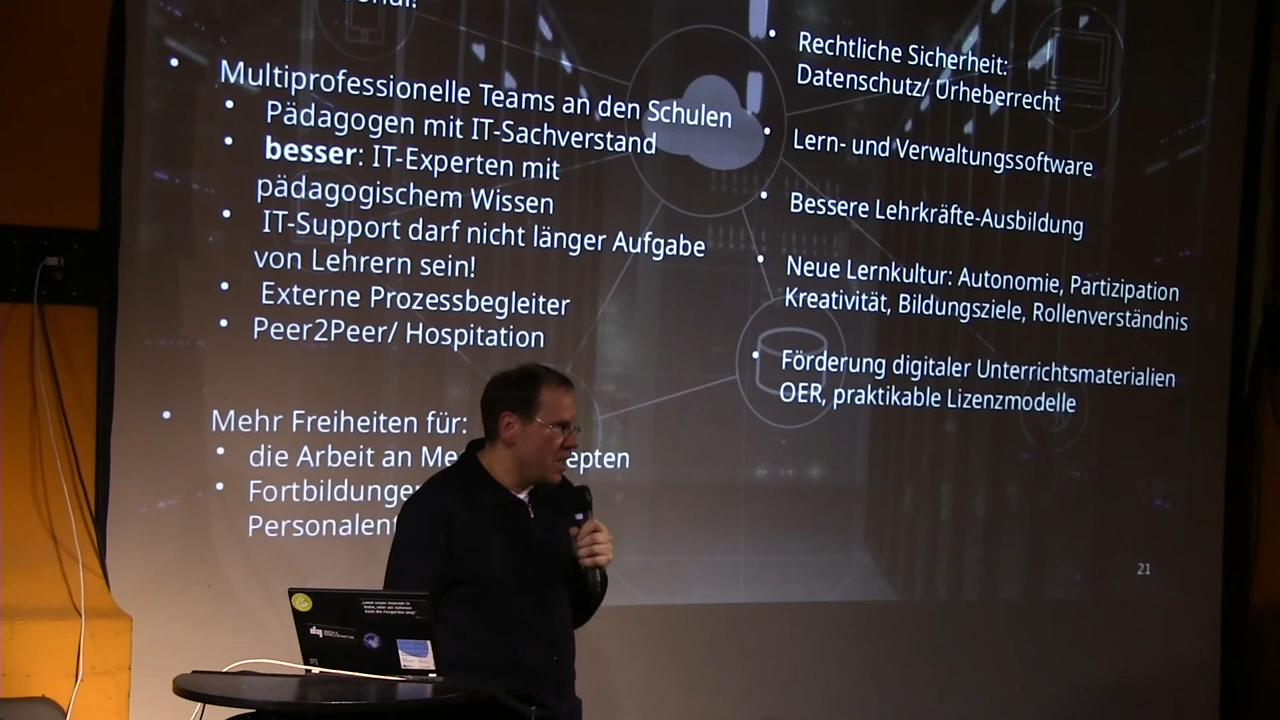 Multiprofessionelle Teams an den Schulen
Pädagogen mit IT-Sachverstand
besser: IT-Experten mit
pädagogischem Wissen
IT-Support darf nicht länger Aufgabe
von Lehrern sein!
Externe Prozessbegleiter
Peer2Peer/ Hospitation
Mehr Freiheiten für:
die Arbeit an
Rechtliche Sicherheit:
Datenschutz/ Urheberrecht
Lern- und Verwaltungssoftware
Bessere Lehrkräfte-Ausbildung
Neue Lernkultur: Autonomie, Partizipation
Kreativität, Bildungsziele, Rollenverständnis
Förderung digitaler Unterrichtsmaterialien
OER, praktikable Lizenzmodelle
21